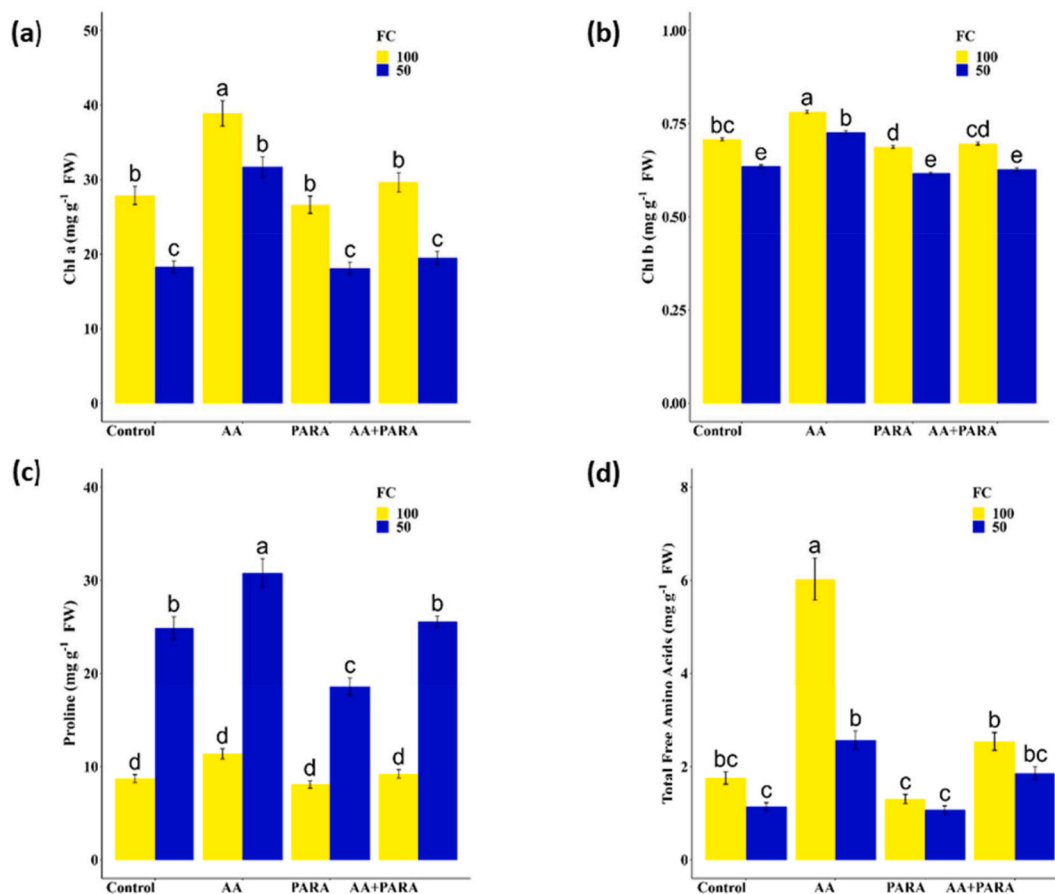 (a)
50
40
30
20
10
0
Chl a (mg g⁻¹ FW)
FC
100
50
b
c
a
b
b
c
b
c
Control AA PARA AA+PARA
(b)
1.00
0.75
0.50
0.25
0.00
Chl b (mg g⁻¹ FW)
FC
100
50
bc
e
a
b
d
e
cd
e
Control AA PARA AA+PARA
(c)
40
30
20
10
0
Proline (mg g⁻¹ FW)
FC
100
50
d
b
d
a
d
c
d
b
Control AA PARA AA+PARA
(d)
8
6
4
2
0
Total Free Amino Acids (mg g⁻¹ FW)
FC
100
50
bc
c
a
b
c
c
b
bc
Control AA PARA AA+PARA